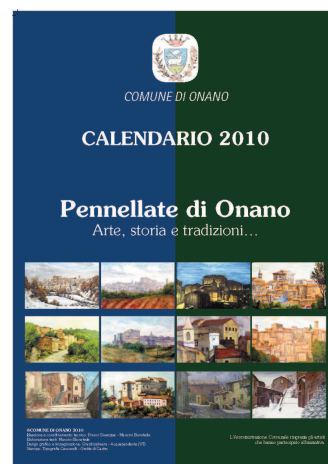 COMUNE DI ONANO
CALENDARIO 2010
Pennellate di Onano
Arte, storia e tradizioni...
©COMUNE DI ONANO 2010
L'Amministrazione Comunale ringrazia gli artisti
che hanno partecipato all'iniziativa.